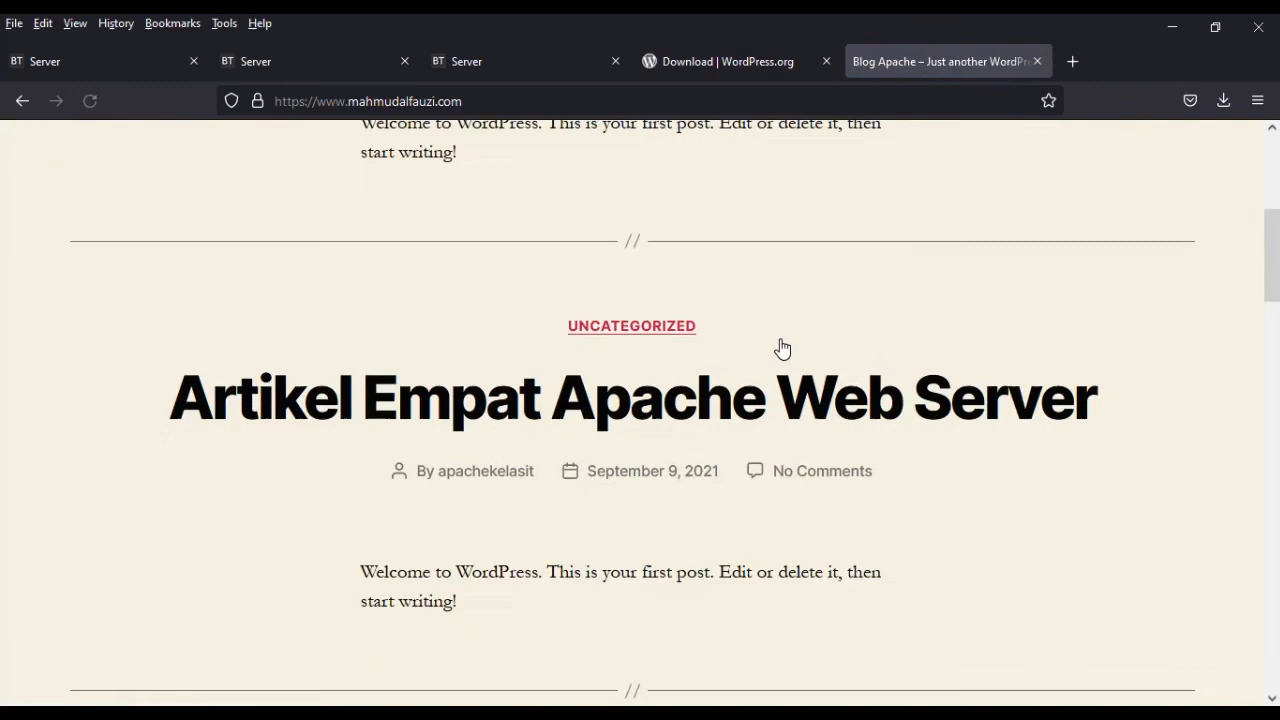 File Edit View History Bookmarks Tools Help
BT Server
BT Server
BT Server
Download | WordPress.org
Blog Apache – Just another WordPr
https://www.mahmudalfauzi.com
Welcome to WordPress. This is your first post. Edit or delete it, then
start writing!
//
UNCATEGORIZED
Artikel Empat Apache Web Server
By apachekelasit September 9, 2021 No Comments
Welcome to WordPress. This is your first post. Edit or delete it, then
start writing!
//